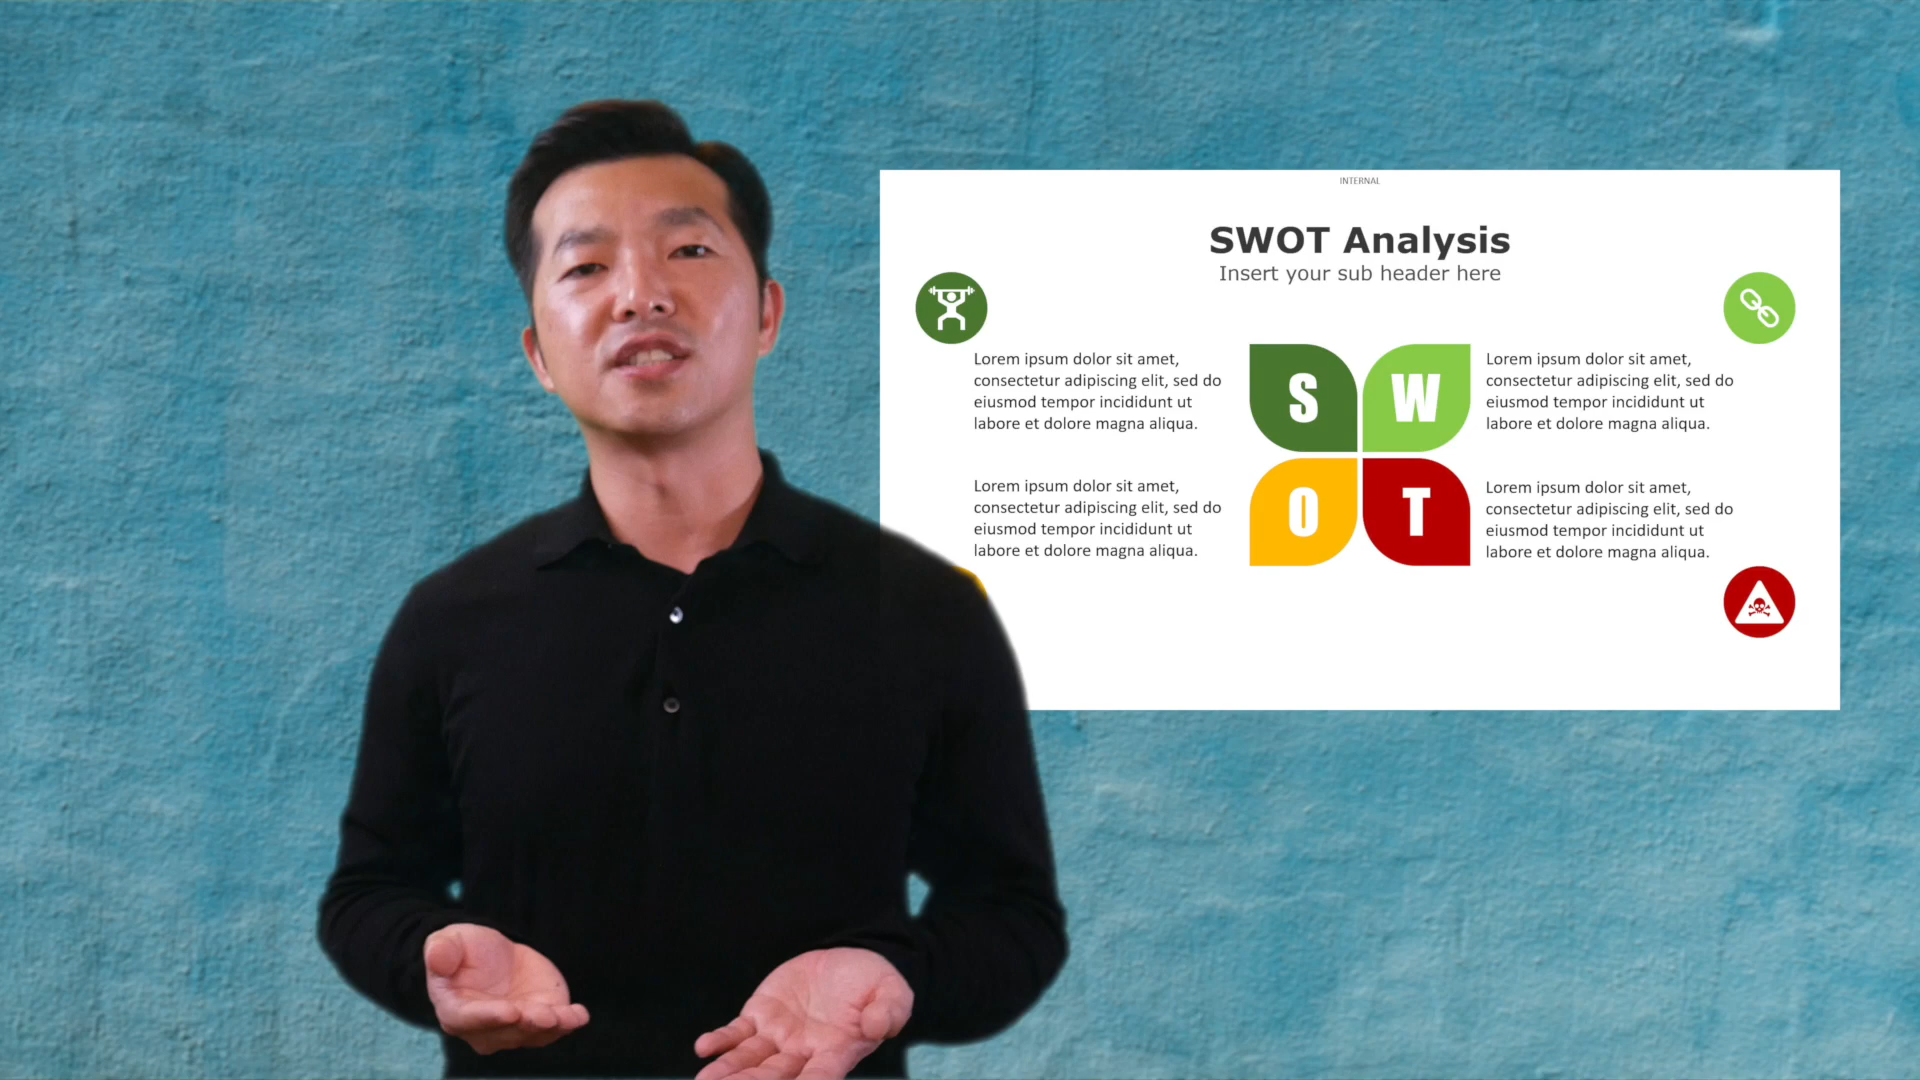 INTERNAL
SWOT Analysis
Insert your sub header here
Lorem ipsum dolor sit amet,
consectetur adipiscing elit, sed do
eiusmod tempor incididunt ut
labore et dolore magna aliqua.
S
W
Lorem ipsum dolor sit amet,
consectetur adipiscing elit, sed do
eiusmod tempor incididunt ut
labore et dolore magna aliqua.
Lorem ipsum dolor sit amet,
consectetur adipiscing elit, sed do
eiusmod tempor incididunt ut
labore et dolore magna aliqua.
O
T
Lorem ipsum dolor sit amet,
consectetur adipiscing elit, sed do
eiusmod tempor incididunt ut
labore et dolore magna aliqua.